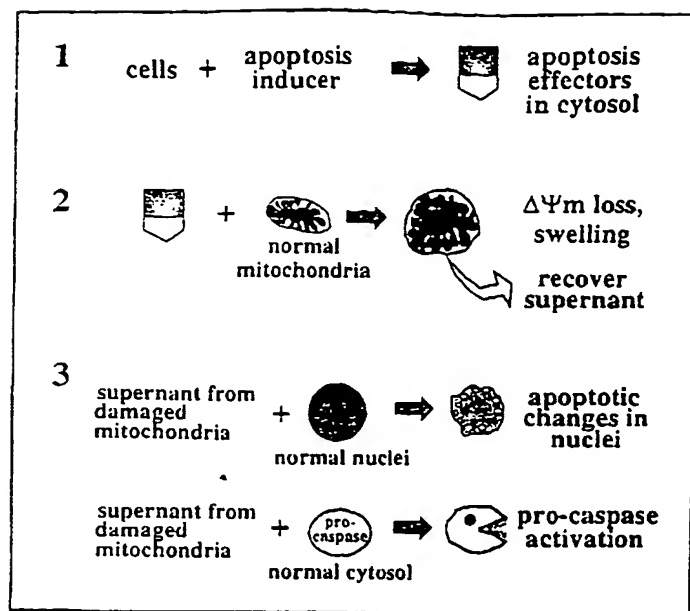 1
cells + apoptosis inducer
apoptosis effectors in cytosol
2
+
normal mitochondria
ΔΨm loss, swelling
recover supernant
3
supernant from damaged mitochondria
+
normal nuclei
apoptotic changes in nuclei
supernant from damaged mitochondria
+
pro-caspase
normal cytosol
pro-caspase activation